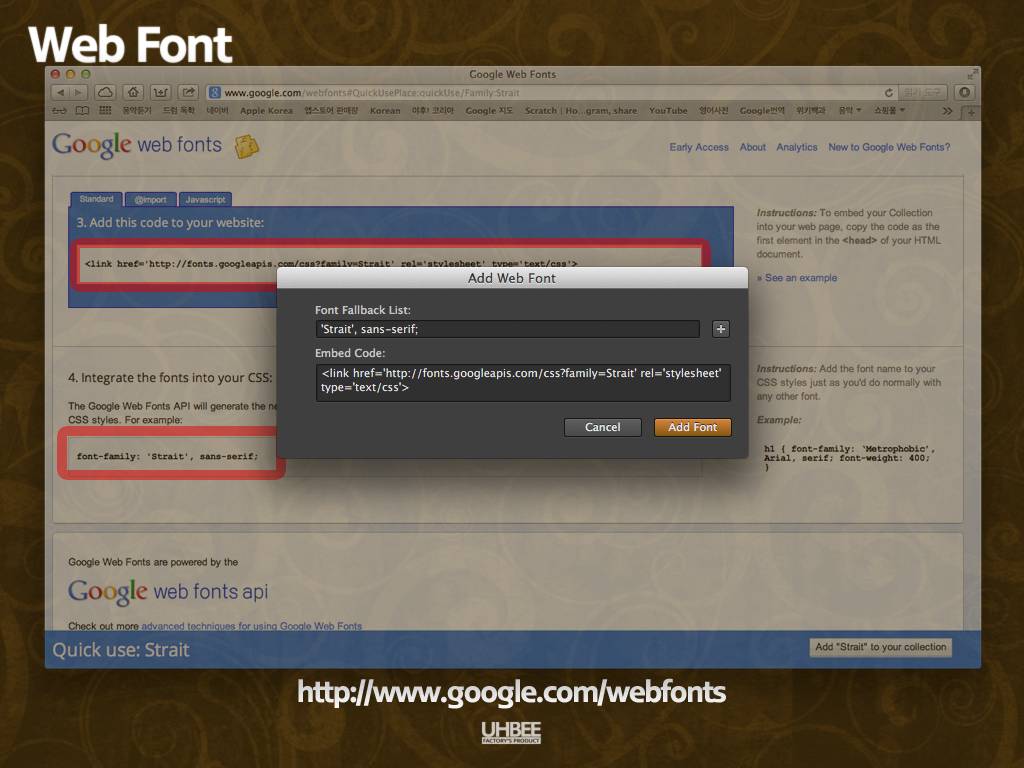 Web Font
Google Web Fonts
www.google.com/webfonts#QuickUsePlace:quickUse/Family:Strait
읽기 도구
음악듣기 드럼 독학 네이버 Apple Korea 앱스토어 판매량 Korean 야후! 코리아 Google 지도 Scratch | Ho...gram, share YouTube 영어사전 Google번역 위키백과 음악 쇼핑몰
Google web fonts
Early Access About Analytics New to Google Web Fonts?
Standard @import Javascript
3. Add this code to your website:
<link href='http://fonts.googleapis.com/css?family=Strait' rel='stylesheet' type='text/css'>
Instructions: To embed your Collection
into your web page, copy the code as the
first element in the <head> of your HTML
document.
» See an example
Add Web Font
Font Fallback List:
'Strait', sans-serif;
+
Embed Code:
<link href='http://fonts.googleapis.com/css?family=Strait' rel='stylesheet'
type='text/css'>
Cancel Add Font
4. Integrate the fonts into your CSS:
The Google Web Fonts API will generate the ne
CSS styles. For example:
font-family: 'Strait', sans-serif;
Instructions: Add the font name to your
CSS styles just as you'd do normally with
any other font.
Example:
h1 { font-family: 'Metrophobic',
Arial, serif; font-weight: 400;
}
Google Web Fonts are powered by the
Google web fonts api
Check out more advanced techniques for using Google Web Fonts
Quick use: Strait
Add "Strait" to your collection
http://www.google.com/webfonts
UHBEE
FACTORY'S PRODUCT